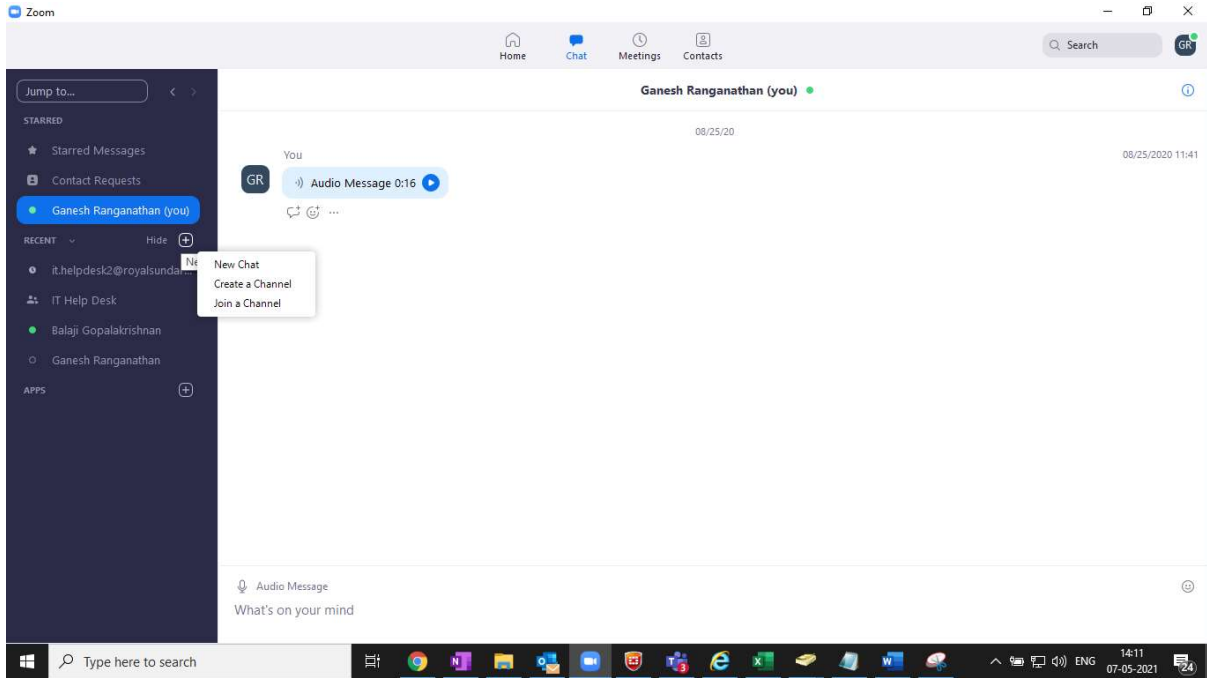 Zoom
Home
Chat
Meetings
Contacts
Search
GR
Jump to...
Ganesh Ranganathan (you)
STARRED
Starred Messages
Contact Requests
Ganesh Ranganathan (you)
RECENT
Hide
Ne
New Chat
Create a Channel
Join a Channel
it.helpdesk2@royalsundar...
IT Help Desk
Balaji Gopalakrishnan
Ganesh Ranganathan
APPS
08/25/20
You
08/25/2020 11:41
GR
Audio Message 0:16
Audio Message
What's on your mind
Type here to search
ENG
14:11
07-05-2021
24